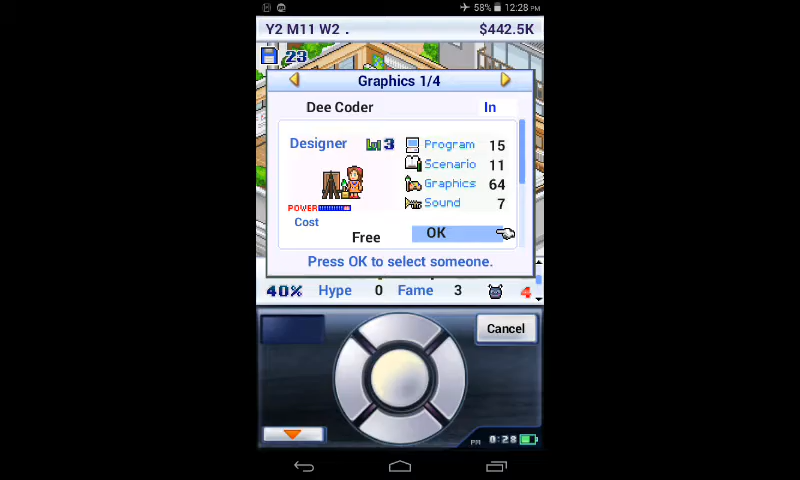 58% 12:28 PM
Y2 M11 W2 . $442.5K
23
Graphics 1/4
Dee Coder In
Designer Lvl 3
Program 15
Scenario 11
Graphics 64
Sound 7
POWER
Cost
Free OK
Press OK to select someone.
40% Hype 0 Fame 3 4
Cancel
PM 0:28